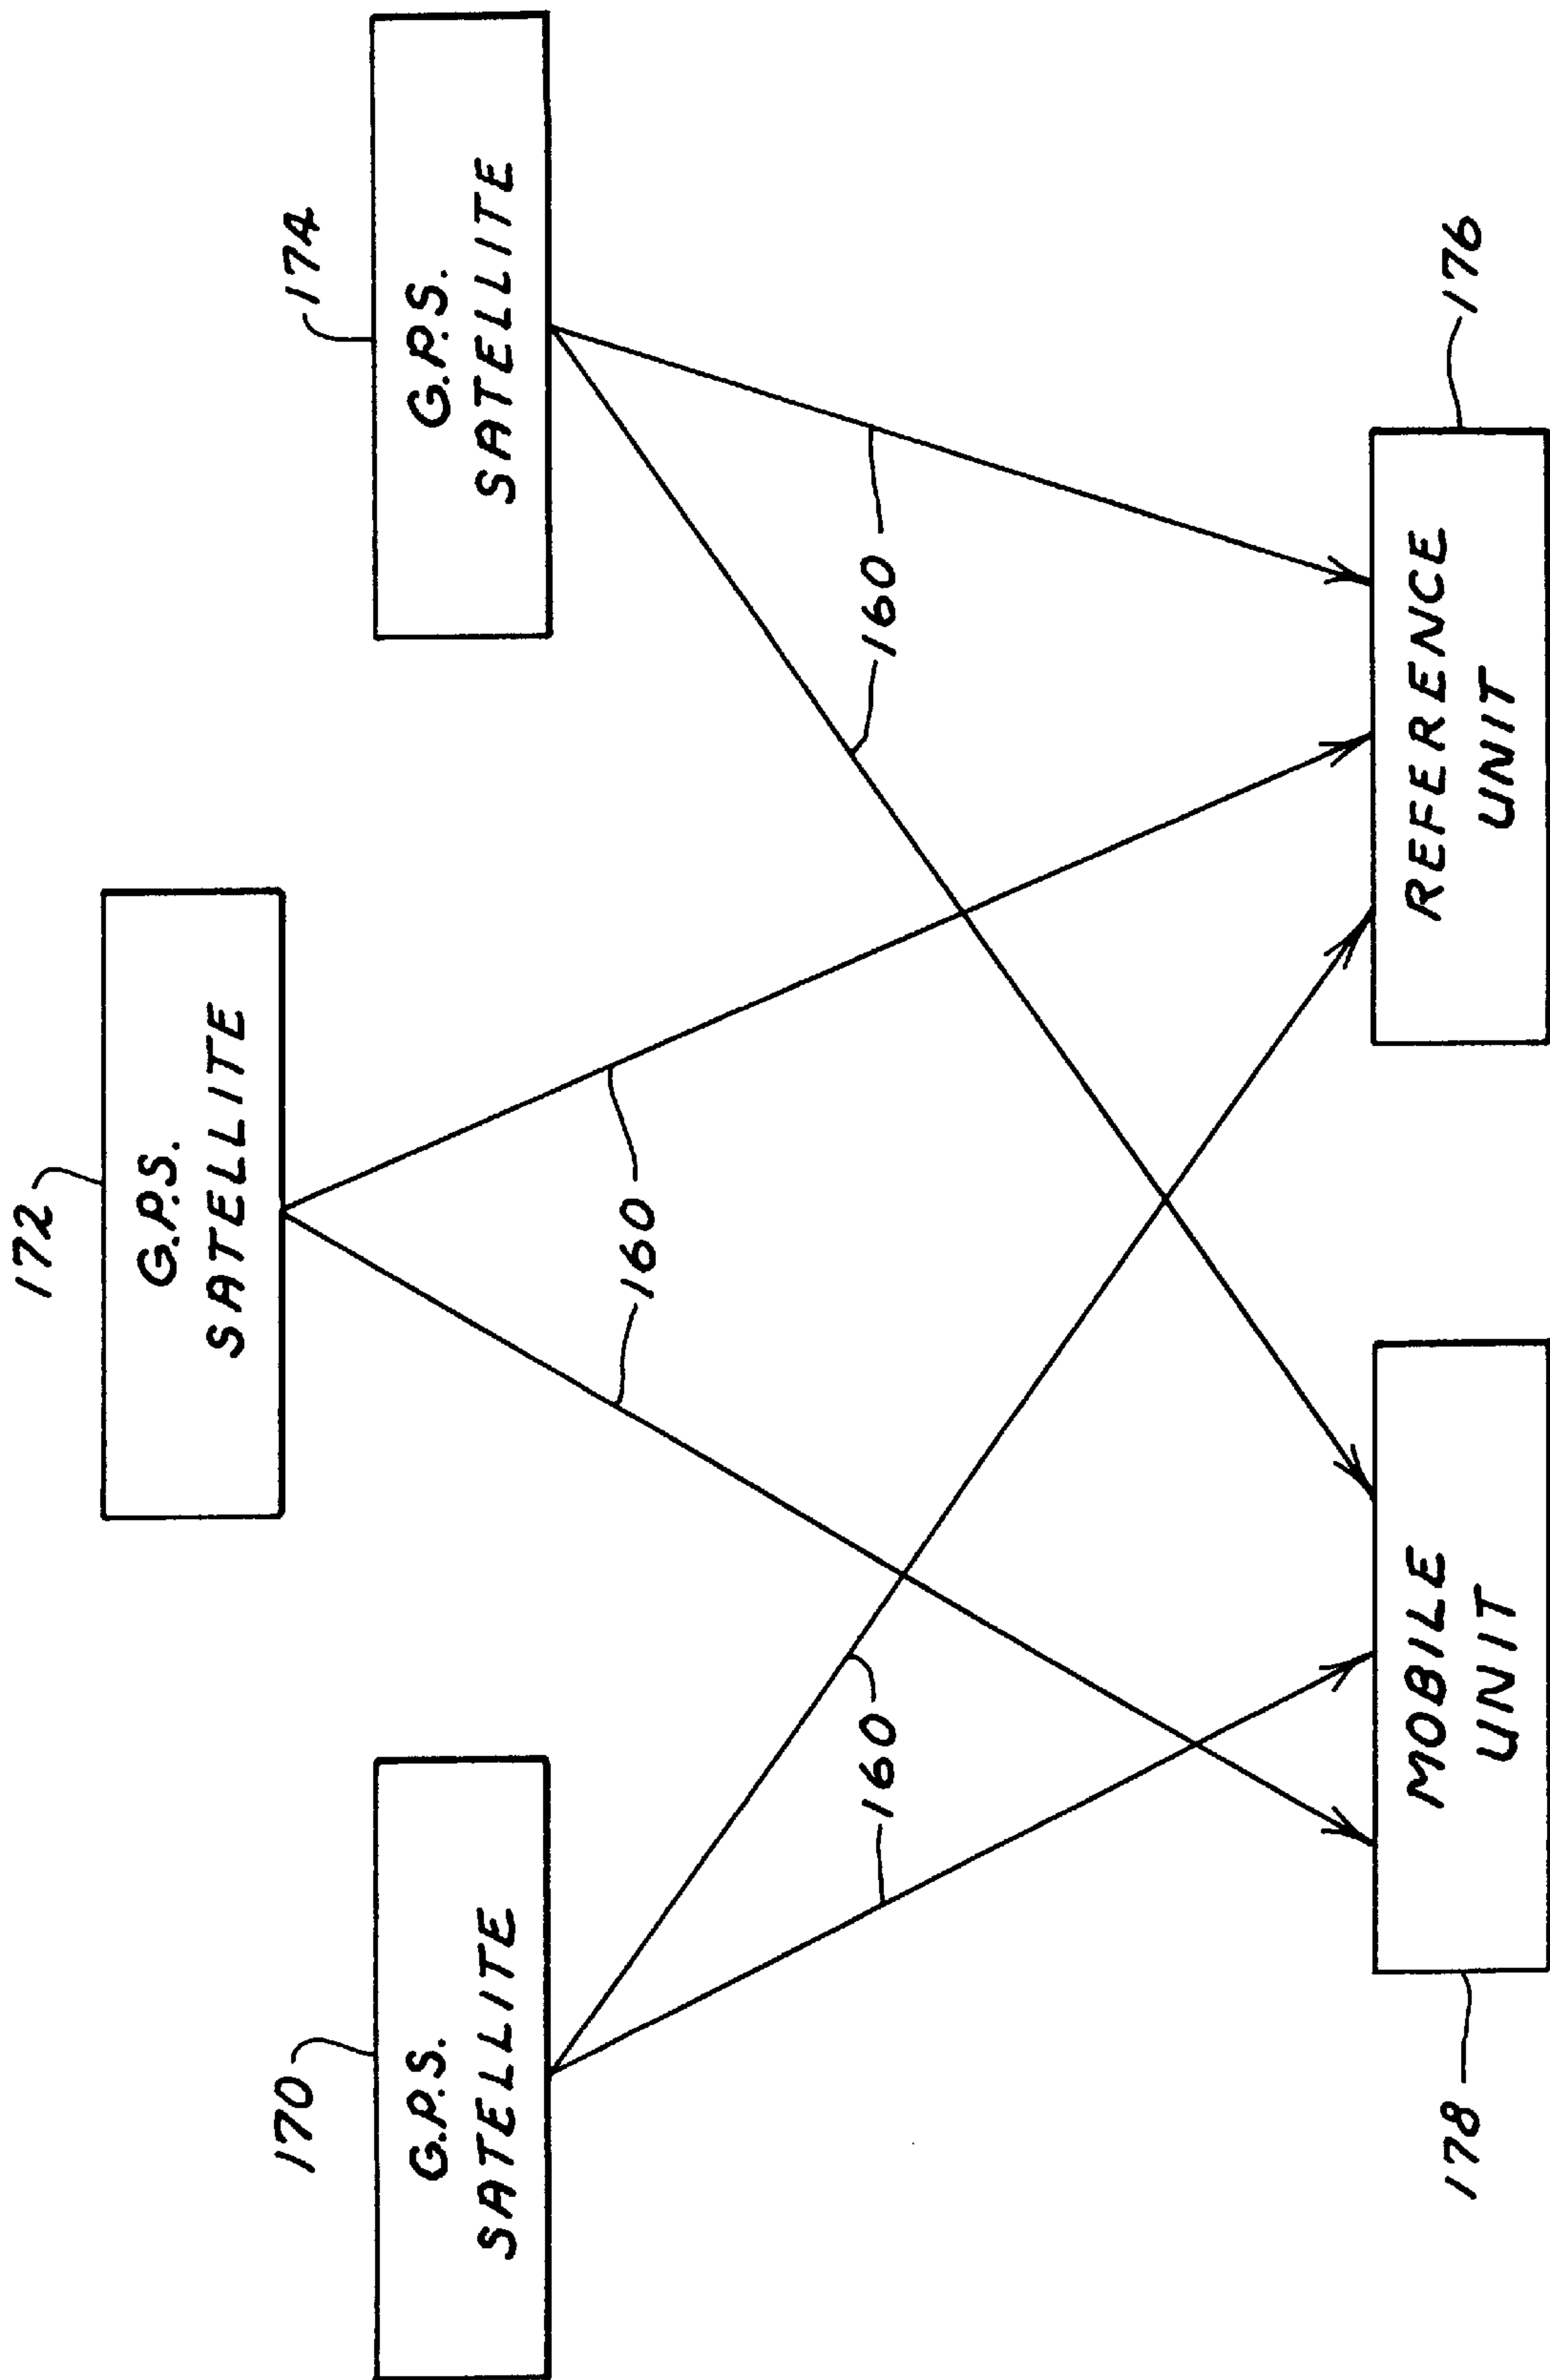 172
G.P.S.
SATELLITE
170
G.P.S.
SATELLITE
174
G.P.S.
SATELLITE
160
160
160
178
MOBILE
UNIT
REFERENCE
UNIT
176